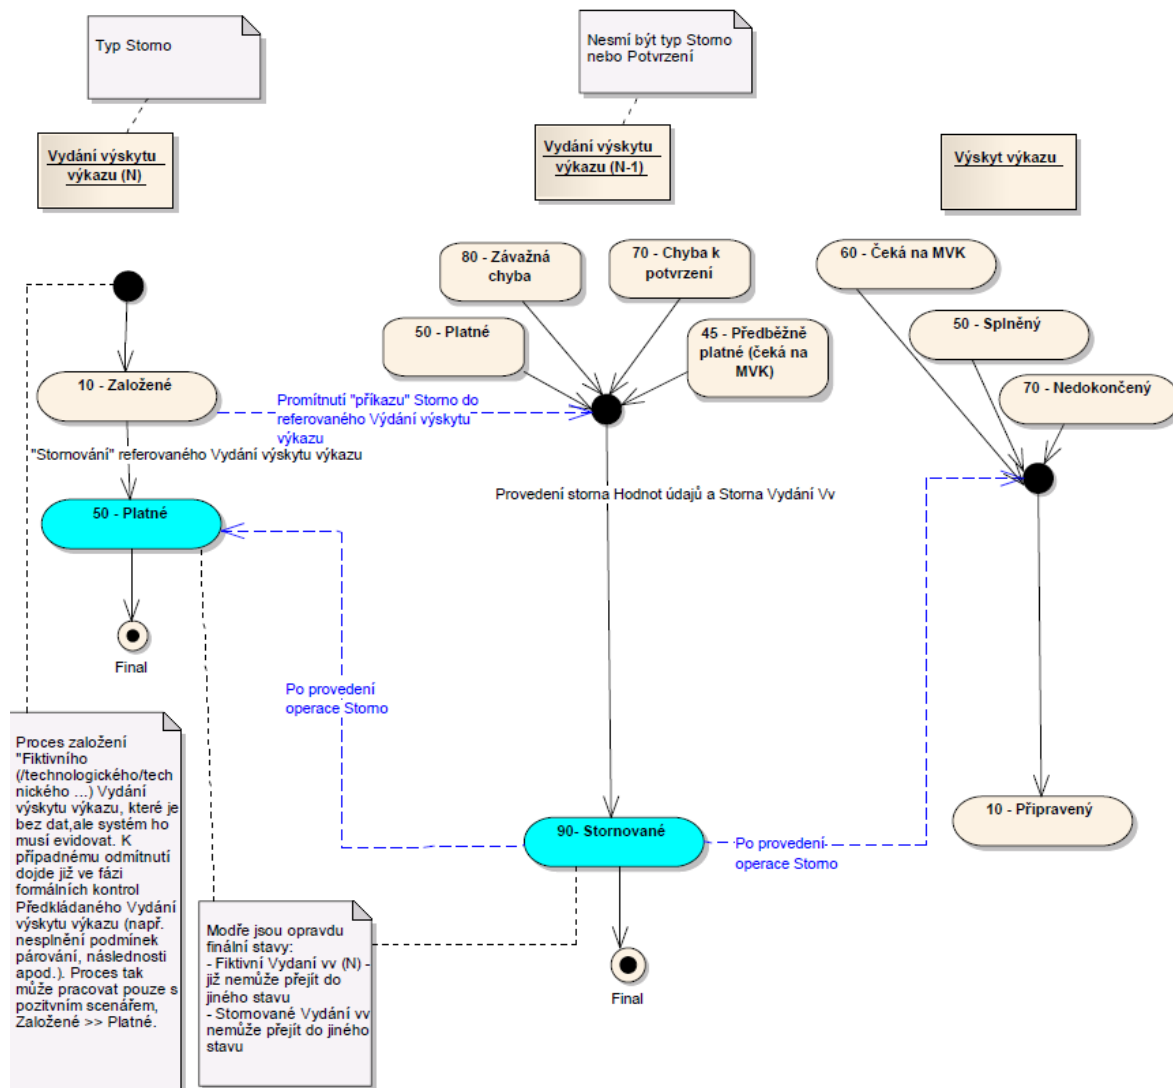 Typ Storno
Nesmí být typ Storno
nebo Potvrzení
Vydání výskytu
výkazu (N)
Vydání výskytu
výkazu (N-1)
Výskyt výkazu
80 - Závažná
chyba
70 - Chyba k
potvrzení
60 - Čeká na MVK
50 - Platné
45 - Předběžně
platné (čeká na
MVK)
50 - Splněný
70 - Nedokončený
10 - Založené
Promítnutí "příkazu" Storno do
referovaného Výdání výskytu
výkazu
"Stornování" referovaného Vydání výskytu výkazu
Provedení storna Hodnot údajů a Storna Vydání Vv
50 - Platné
Final
Po provedení
operace Storno
Proces založení
"Fiktivního
(/technologického/tech
nického ...) Vydání
výskytu výkazu, které je
bez dat,ale systém ho
musí evidovat. K
případnému odmítnutí
dojde již ve fázi
formálních kontrol
Předkládaného Vydání
výskytu výkazu (např.
nesplnění podmínek
párování, následnosti
apod.). Proces tak
může pracovat pouze s
pozitvním scenářem,
Založené >> Platné.
90- Stornované
Po provedení
operace Storno
10 - Připravený
Modře jsou opravdu
finální stavy:
- Fiktivní Vydaní vv (N) -
již nemůže přejít do
jiného stavu
- Stornované Vydání vv
nemůže přejít do jiného
stavu
Final